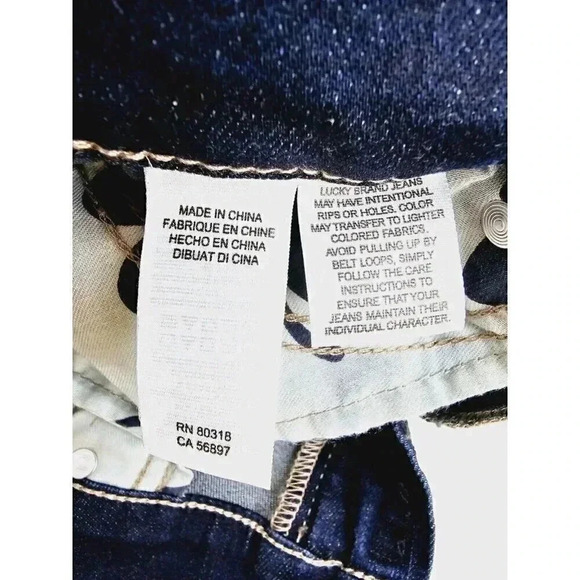 MADE IN CHINA
FABRIQUE EN CHINE
HECHO EN CHINA
DIBUAT DI CINA
RN 80318
CA 56897
LUCKY BRAND JEANS
MAY HAVE INTENTIONAL
RIPS OR HOLES. COLOR
MAY TRANSFER TO LIGHTER
COLORED FABRICS.
AVOID PULLING UP BY
BELT LOOPS, SIMPLY
FOLLOW THE CARE
INSTRUCTIONS TO
ENSURE THAT YOUR
JEANS MAINTAIN THEIR
INDIVIDUAL CHARACTER.